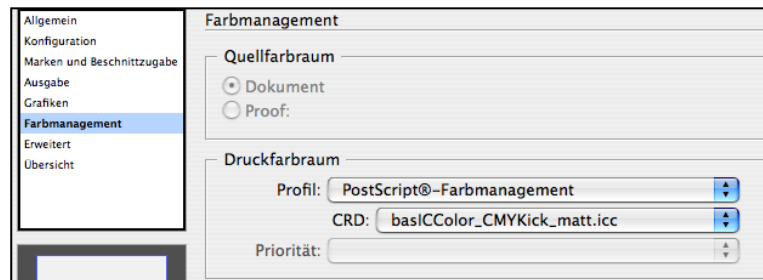 Allgemein
Konfiguration
Marken und Beschnittzugabe
Ausgabe
Grafiken
Farbmanagement
Erweitert
Übersicht
Farbmanagement
Quellfarbraum
Dokument
Proof:
Druckfarbraum
Profil: PostScript®-Farbmanagement
CRD: basICColor_CMYKick_matt.icc
Priorität: